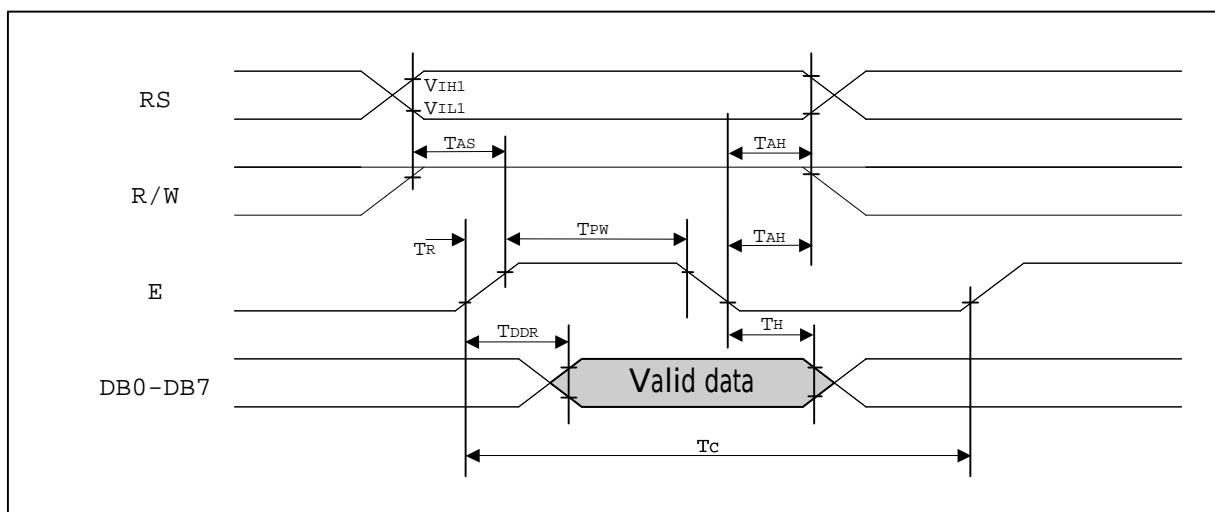 RS
VIH1
VIL1
TAS
TAH
R/W
TR
TPW
TAH
E
TDDR
TH
DB0-DB7
Valid data
TC